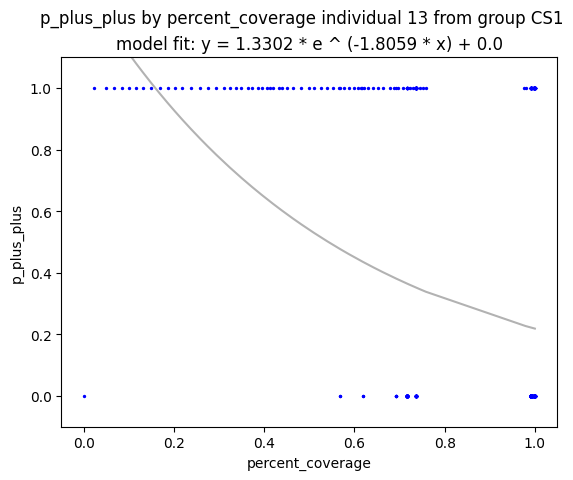 p_plus_plus by percent_coverage individual 13 from group CS1
model fit: y = 1.3302 * e ^ (-1.8059 * x) + 0.0
1.0
0.8
0.6
0.4
0.2
0.0
p_plus_plus
0.0 0.2 0.4 0.6 0.8 1.0
percent_coverage